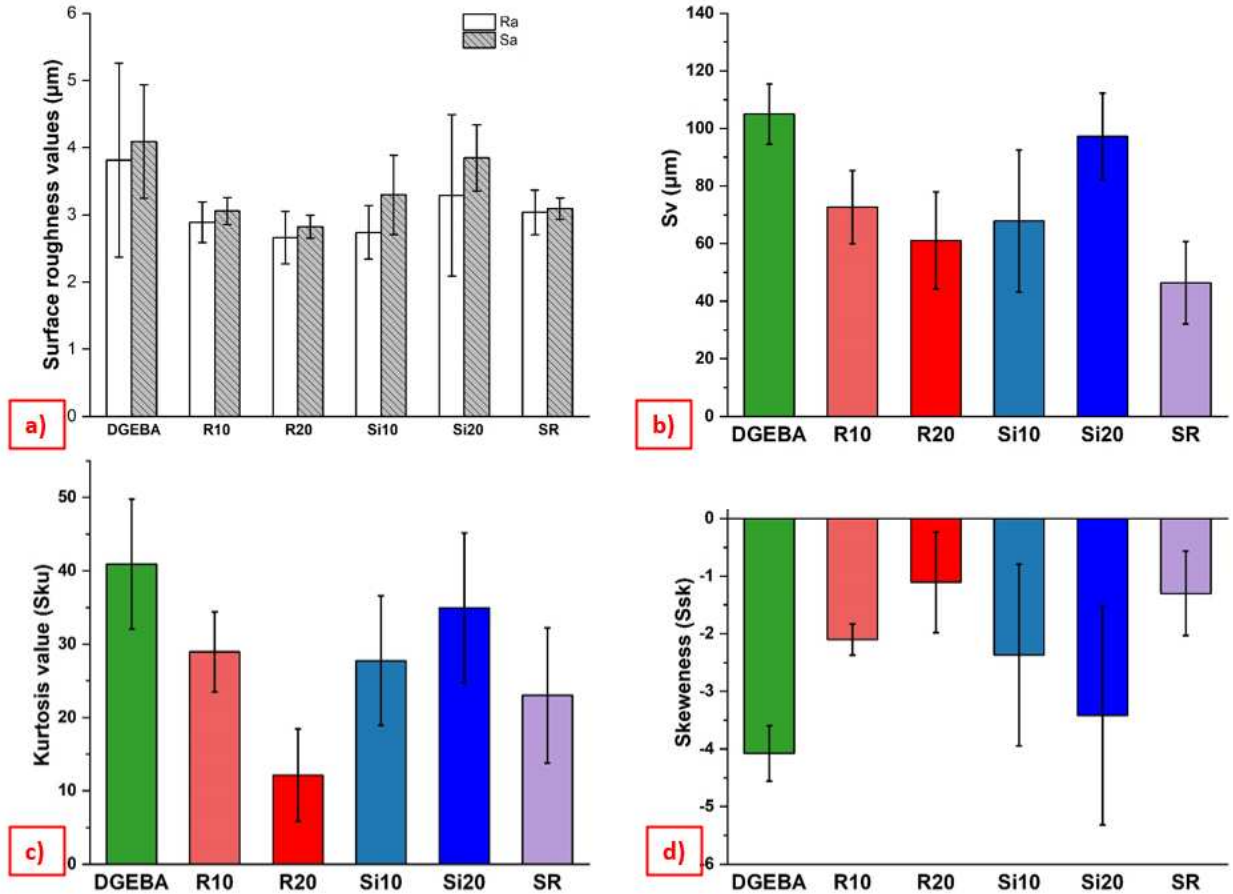 Surface roughness values (μm)
6
5
4
3
2
1
0
Ra
Sa
DGEBA R10 R20 Si10 Si20 SR
a)
Sv (μm)
140
120
100
80
60
40
20
0
DGEBA R10 R20 Si10 Si20 SR
b)
Kurtosis value (Sku)
50
40
30
20
10
0
DGEBA R10 R20 Si10 Si20 SR
c)
Skeweness (Ssk)
0
-1
-2
-3
-4
-5
-6
DGEBA R10 R20 Si10 Si20 SR
d)